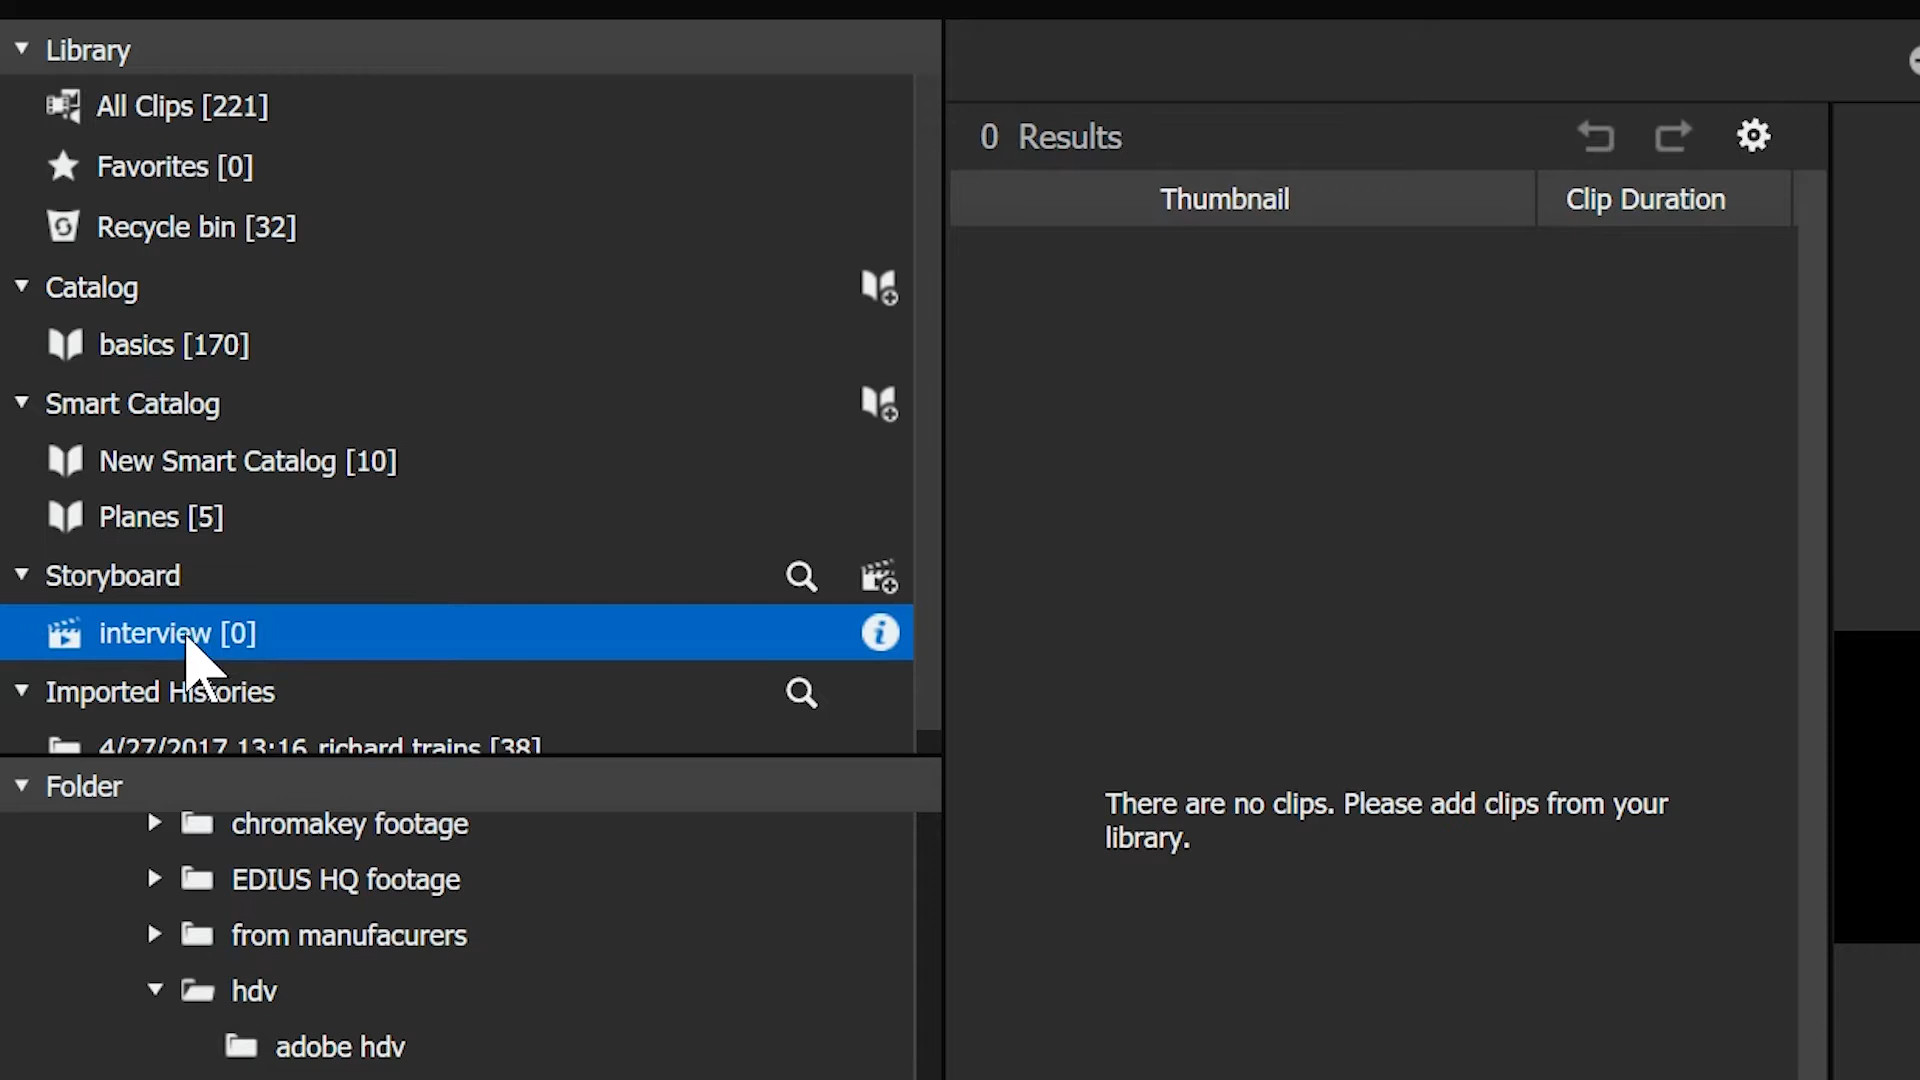 Library
All Clips [221]
Favorites [0]
Recycle bin [32]
Catalog
basics [170]
Smart Catalog
New Smart Catalog [10]
Planes [5]
Storyboard
interview [0]
Imported Histories
4/27/2017 13:16 richard trains [38]
Folder
chromakey footage
EDIUS HQ footage
from manufacurers
hdv
adobe hdv
0 Results
Thumbnail
Clip Duration
There are no clips. Please add clips from your
library.